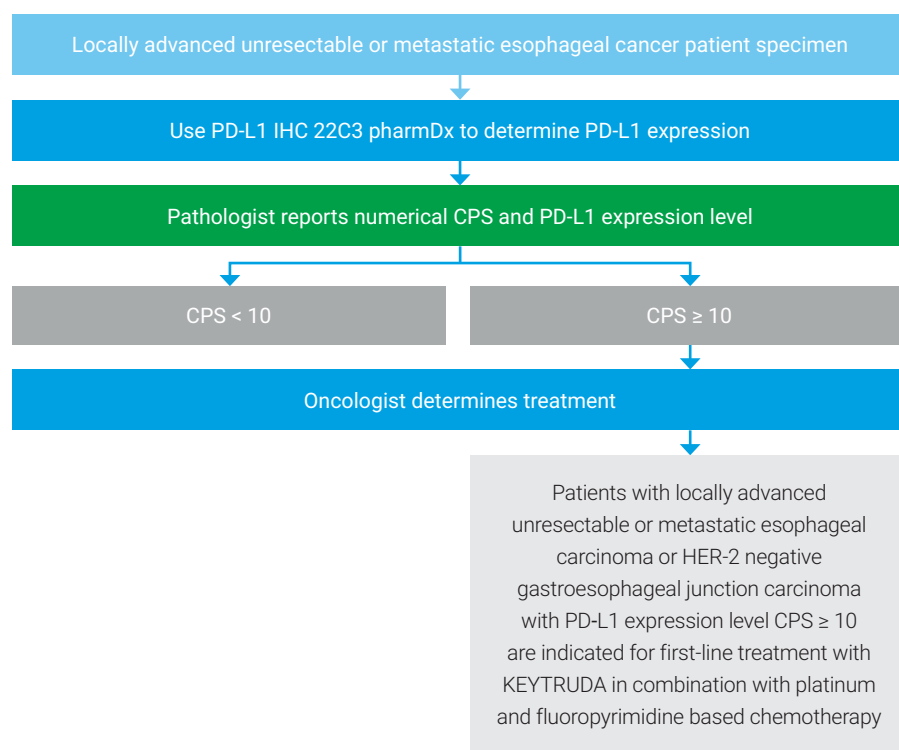 Locally advanced unresectable or metastatic esophageal cancer patient specimen
Use PD-L1 IHC 22C3 pharmDx to determine PD-L1 expression
Pathologist reports numerical CPS and PD-L1 expression level
CPS < 10
CPS ≥ 10
Oncologist determines treatment
Patients with locally advanced
unresectable or metastatic esophageal
carcinoma or HER-2 negative
gastroesophageal junction carcinoma
with PD-L1 expression level CPS ≥ 10
are indicated for first-line treatment with
KEYTRUDA in combination with platinum
and fluoropyrimidine based chemotherapy